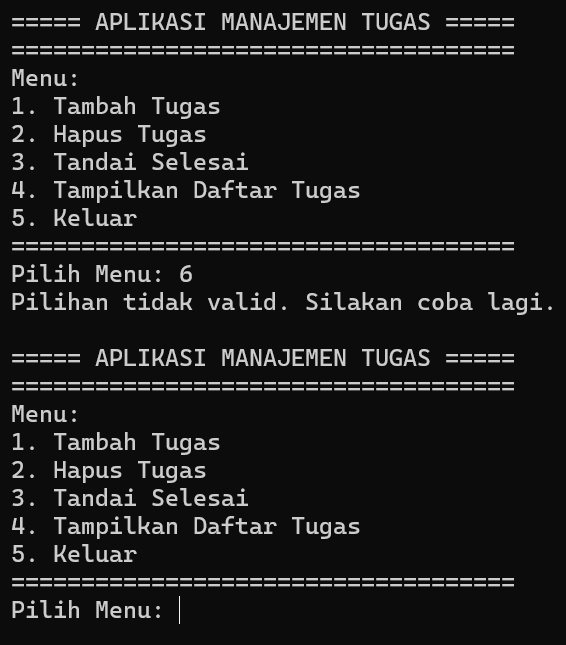 ===== APLIKASI MANAJEMEN TUGAS =====
====================================
Menu:
1. Tambah Tugas
2. Hapus Tugas
3. Tandai Selesai
4. Tampilkan Daftar Tugas
5. Keluar
====================================
Pilih Menu: 6
Pilihan tidak valid. Silakan coba lagi.

===== APLIKASI MANAJEMEN TUGAS =====
====================================
Menu:
1. Tambah Tugas
2. Hapus Tugas
3. Tandai Selesai
4. Tampilkan Daftar Tugas
5. Keluar
====================================
Pilih Menu: